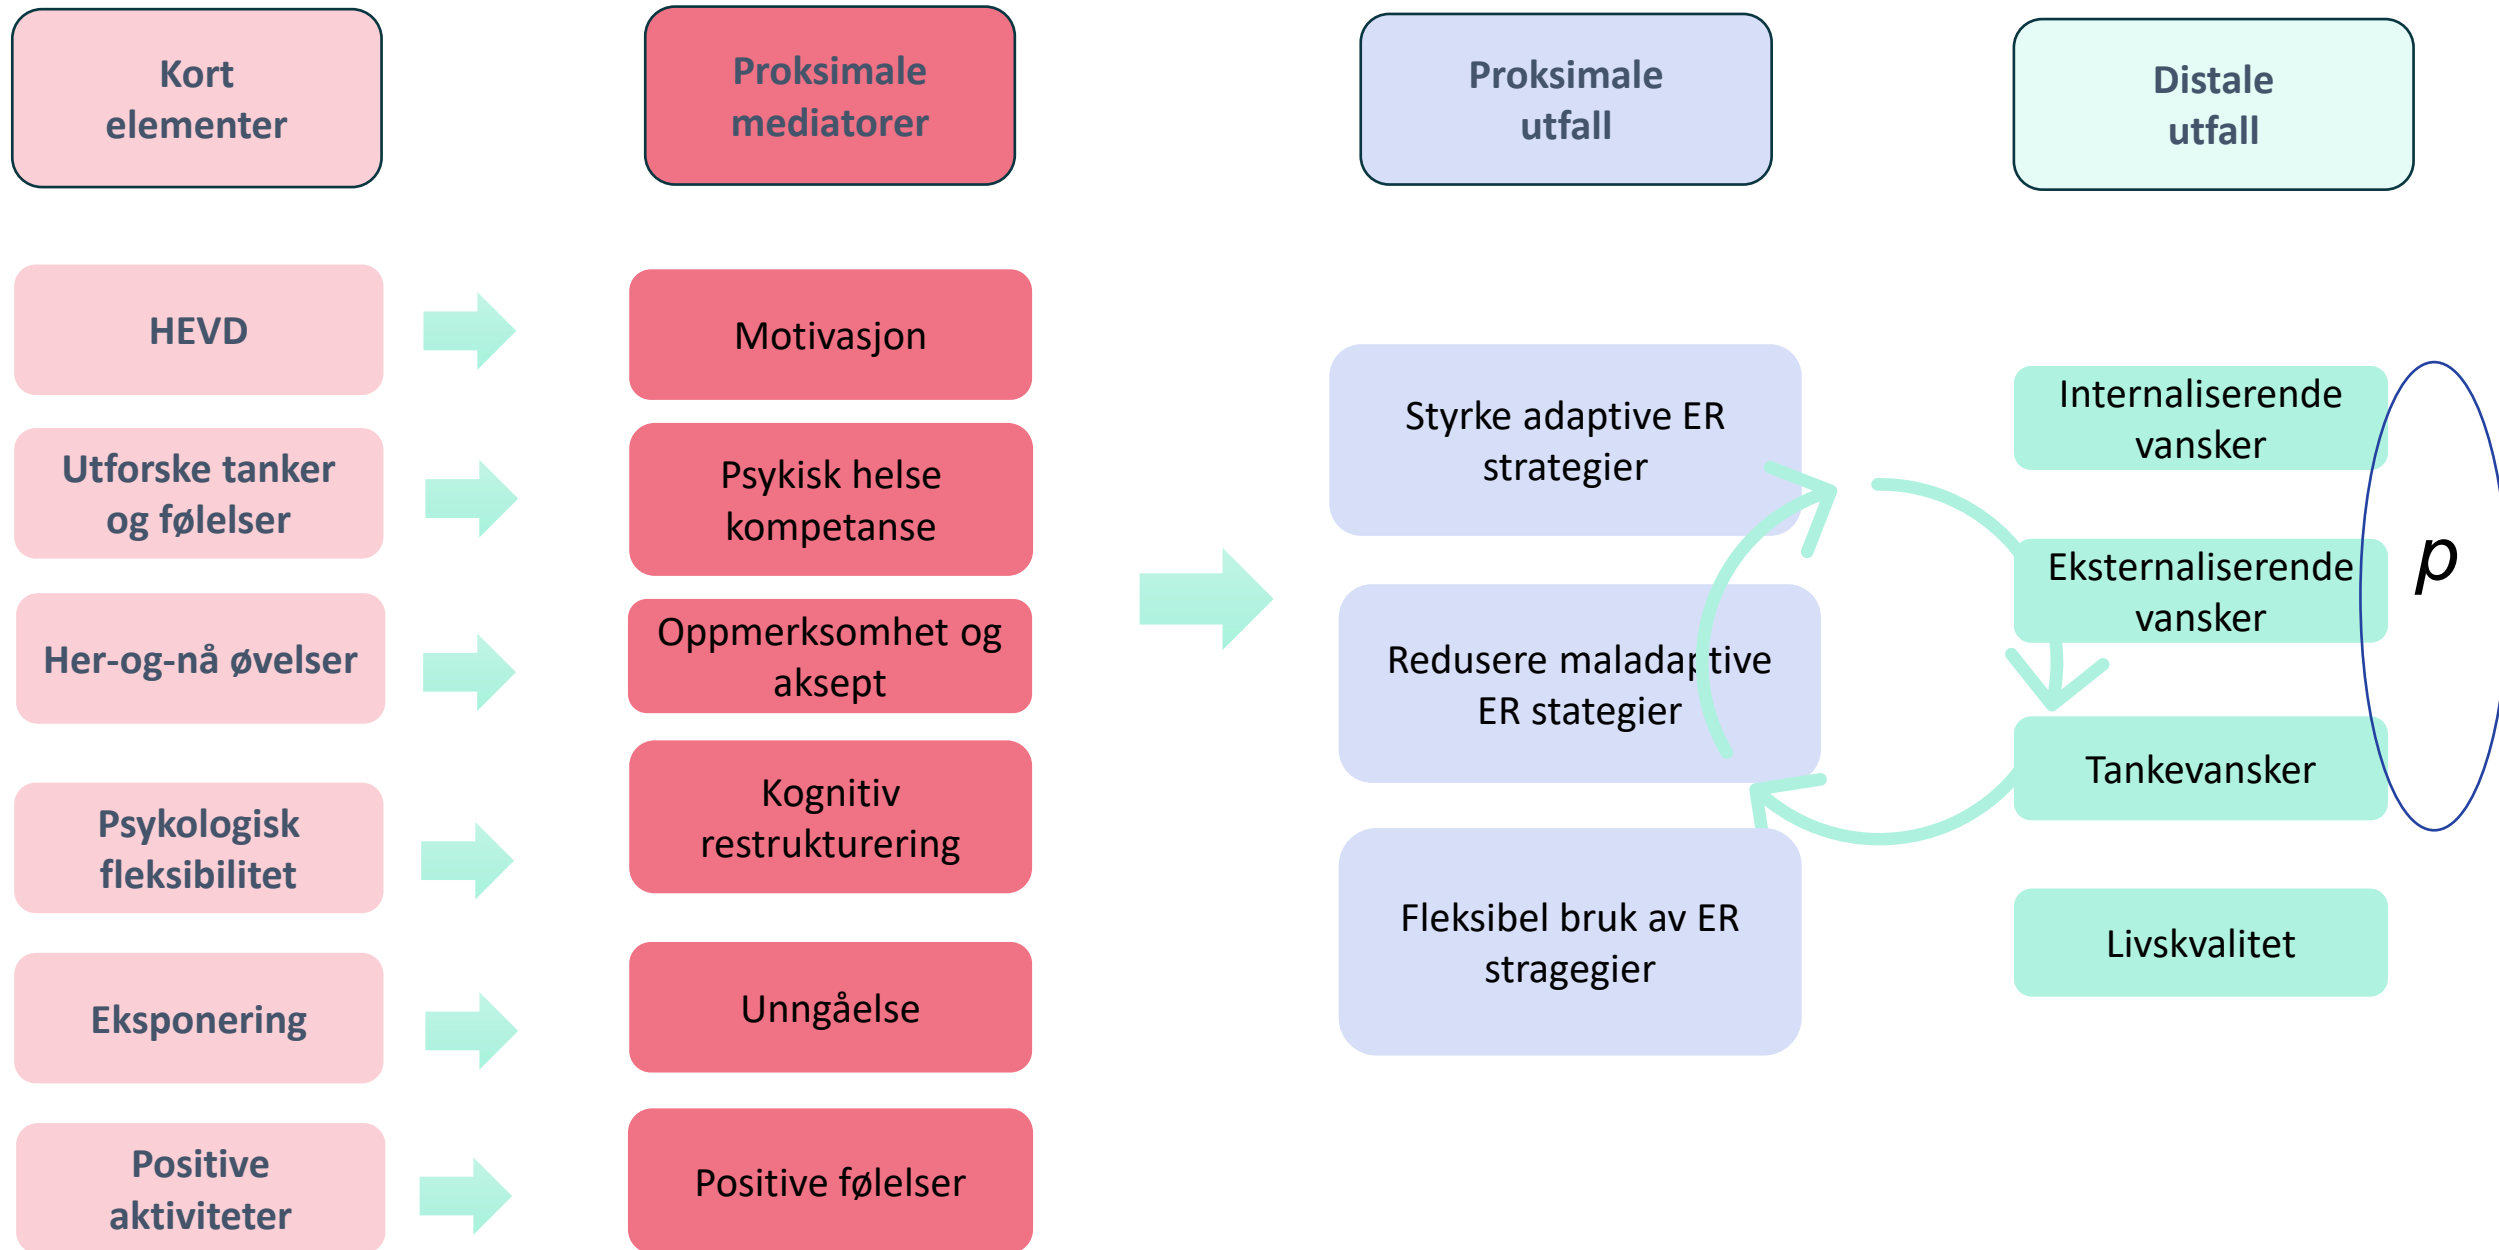 Kort
elementer
Proksimale
mediatorer
Proksimale
utfall
Distale
utfall
HEVD
Utforske tanker
og følelser
Her-og-nå øvelser
Psykologisk
fleksibilitet
Eksponering
Positive
aktiviteter
Motivasjon
Psykisk helse
kompetanse
Oppmerksomhet og
aksept
Kognitiv
restrukturering
Unngåelse
Positive følelser
Styrke adaptive ER
strategier
Redusere maladaptive
ER stategier
Fleksibel bruk av ER
stragegier
Internaliserende
vansker
Eksternaliserende
vansker
Tankevansker
Livskvalitet
p